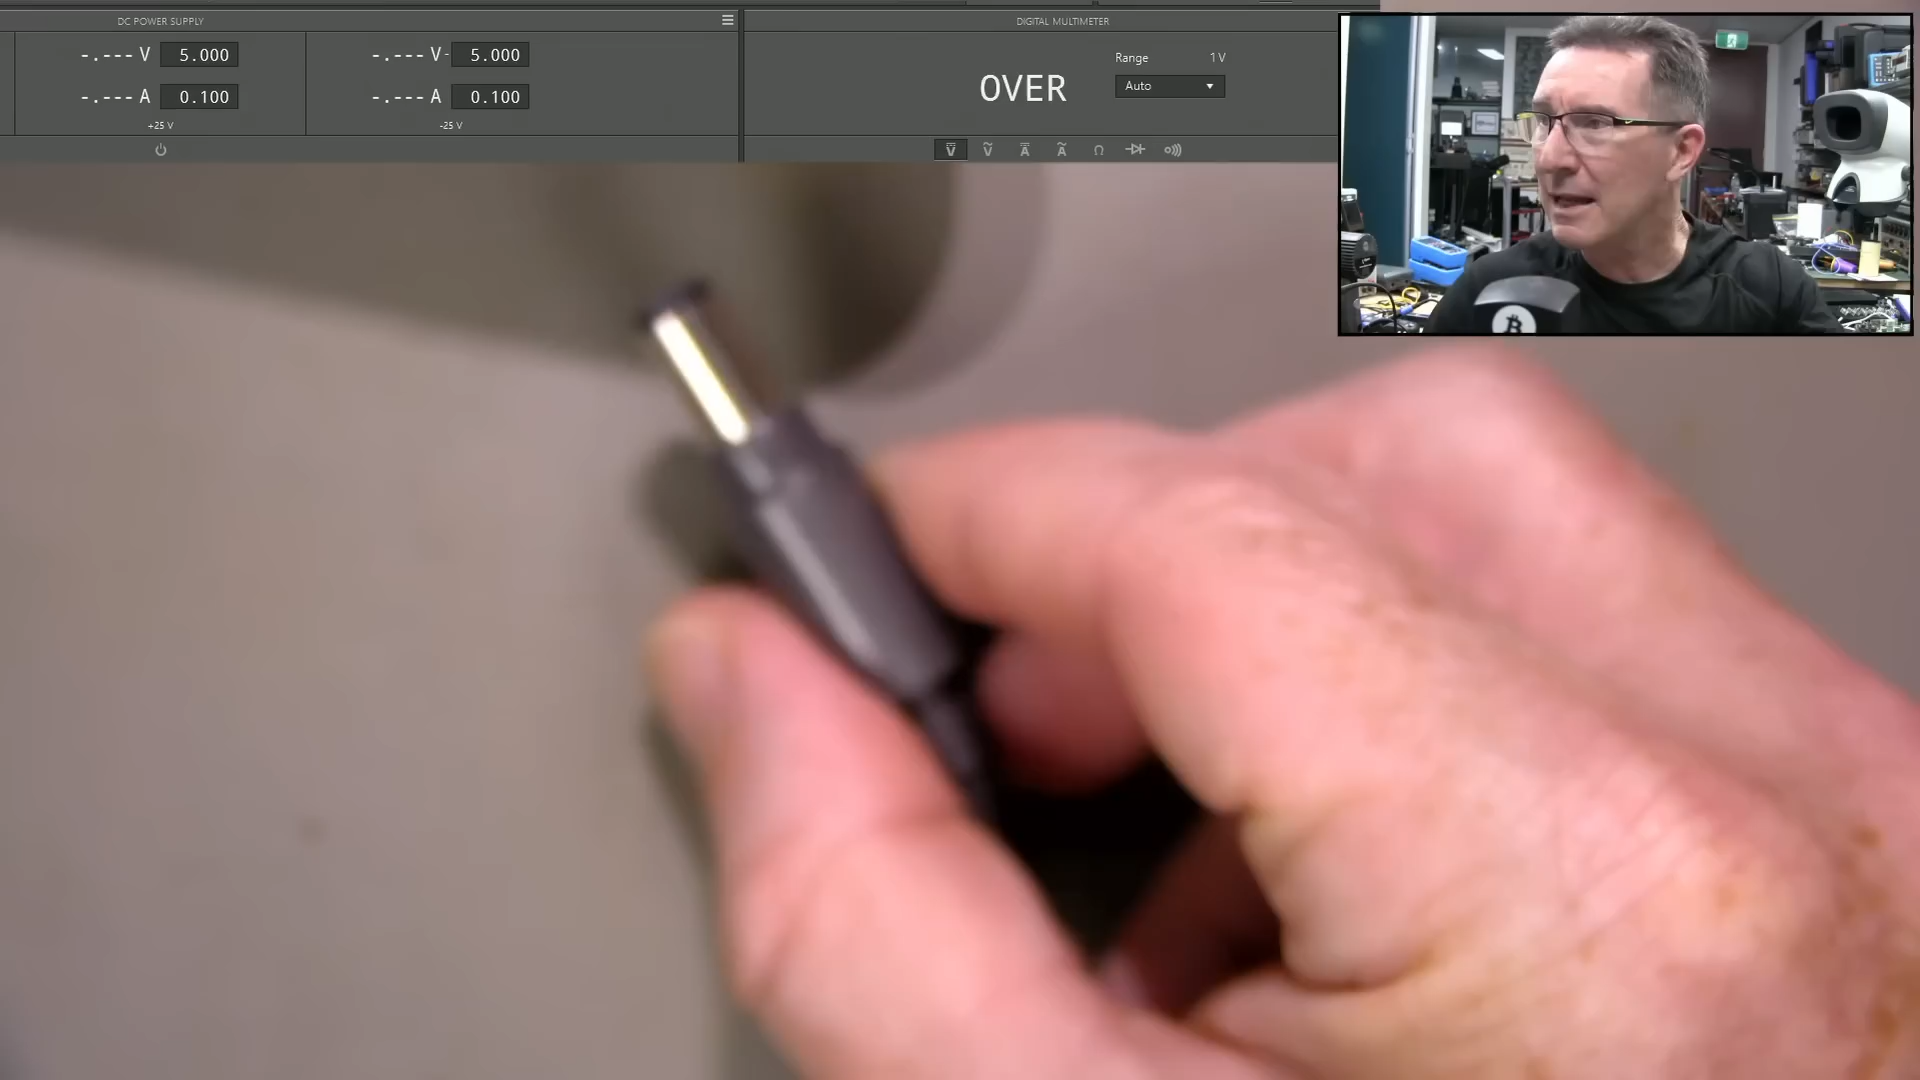 DC POWER SUPPLY
-.--- V 5.000
-.--- A 0.100
+25 V
-.--- V- 5.000
-.--- A 0.100
-25 V
DIGITAL MULTIMETER
OVER
Range 1 V
Auto
V V A A Ω